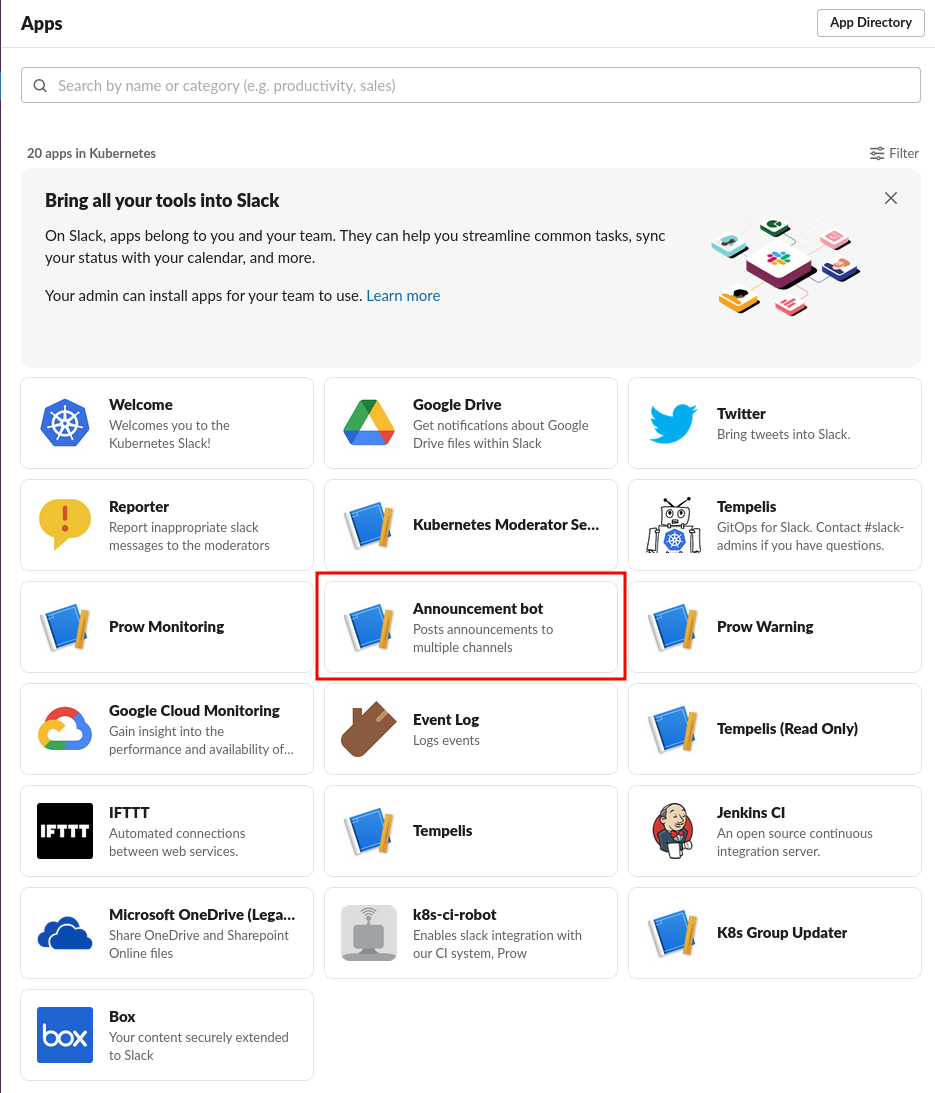 Apps
App Directory
Search by name or category (e.g. productivity, sales)
20 apps in Kubernetes
Filter
Bring all your tools into Slack
On Slack, apps belong to you and your team. They can help you streamline common tasks, sync
your status with your calendar, and more.
Your admin can install apps for your team to use. Learn more
Welcome
Welcomes you to the
Kubernetes Slack!
Google Drive
Get notifications about Google
Drive files within Slack
Twitter
Bring tweets into Slack.
Reporter
Report inappropriate slack
messages to the moderators
Kubernetes Moderator Se...
Tempelis
GitOps for Slack. Contact #slack-
admins if you have questions.
Prow Monitoring
Announcement bot
Posts announcements to
multiple channels
Prow Warning
Google Cloud Monitoring
Gain insight into the
performance and availability of...
Event Log
Logs events
Tempelis (Read Only)
IFTTT
IFTTT
Automated connections
between web services.
Tempelis
Jenkins CI
An open source continuous
integration server.
Microsoft OneDrive (Lega...
Share OneDrive and Sharepoint
Online files
k8s-ci-robot
Enables slack integration with
our CI system, Prow
K8s Group Updater
box
Box
Your content securely extended
to Slack